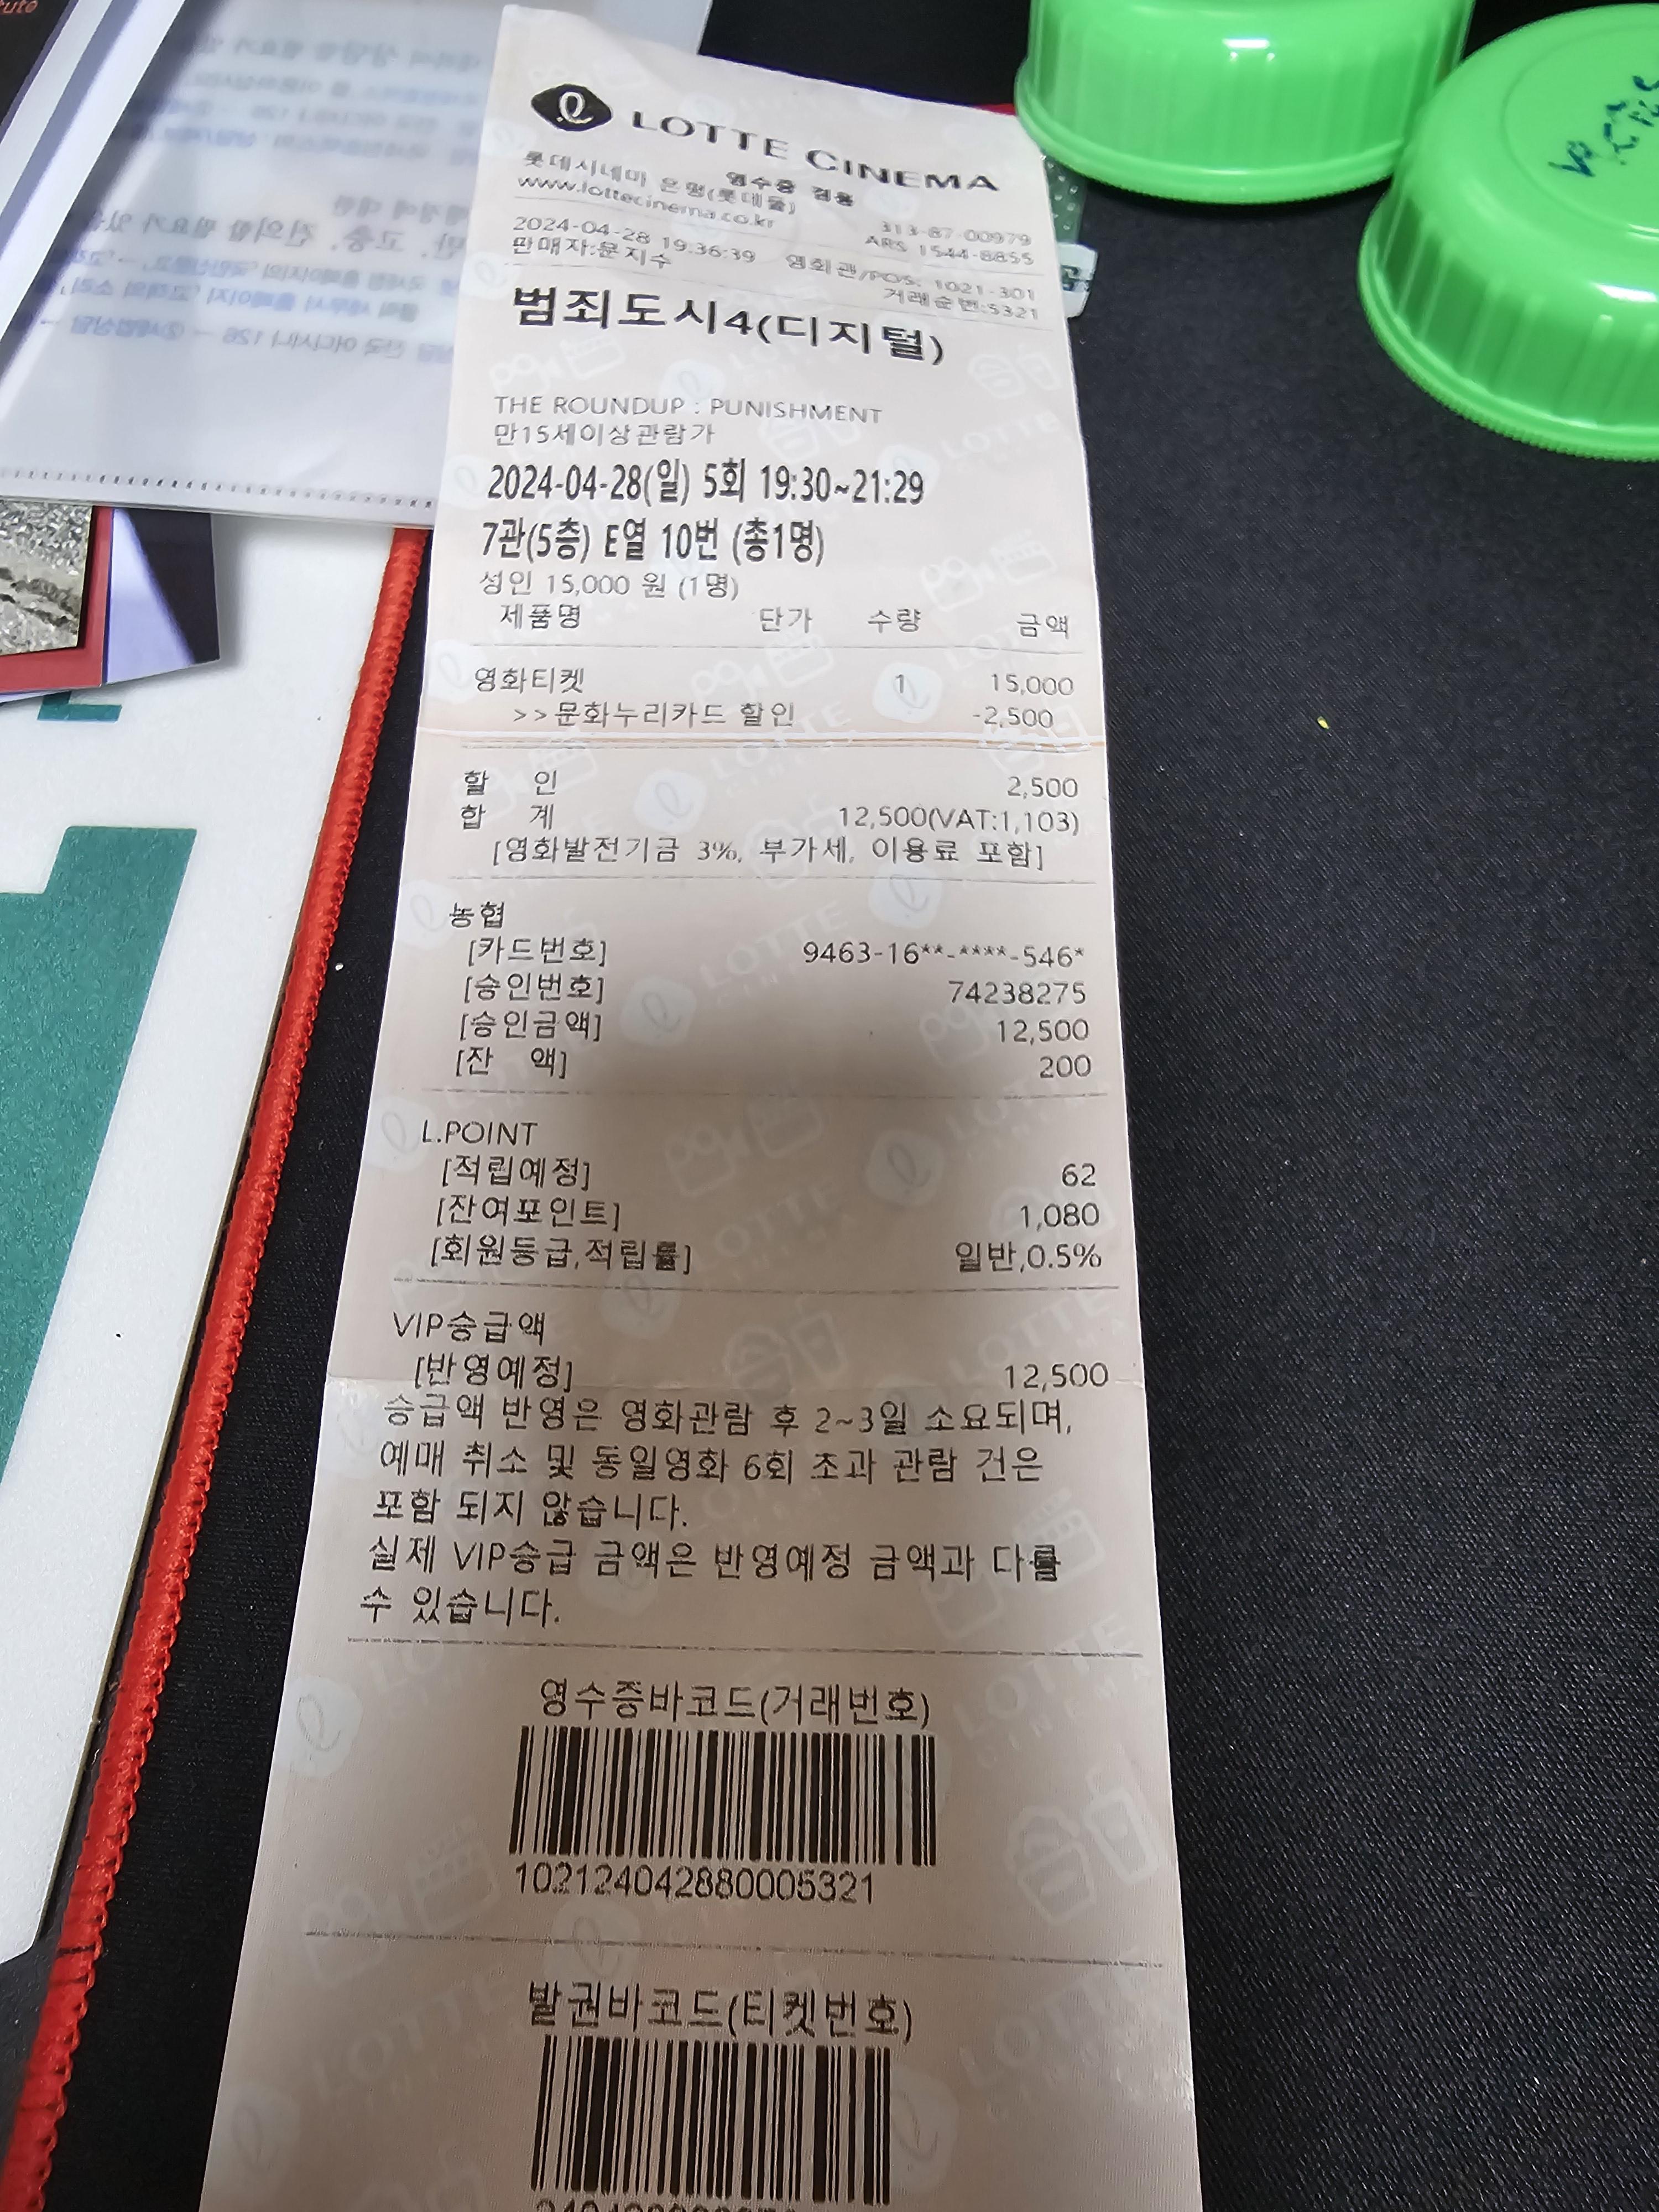 LOTTE CINEMA
영수증 겸용
롯데시네마 은평(롯데몰) 313-87-00979
www.lottecinema.co.kr ARS 1544-8855
2024-04-28 19:36:39 영화관/POS: 1021-301
판매자:문지수 거래순번:5321
범죄도시4(디지털)
THE ROUNDUP : PUNISHMENT
만15세이상관람가
2024-04-28(일) 5회 19:30~21:29
7관(5층) E열 10번 (총1명)
성인 15,000 원 (1명)
제품명 단가 수량 금액
영화티켓 1 15,000
>>문화누리카드 할인 -2,500
할 인 2,500
합 계 12,500(VAT:1,103)
[영화발전기금 3%, 부가세, 이용료 포함]
농협
[카드번호] 9463-16**-****-546*
[승인번호] 74238275
[승인금액] 12,500
[잔 액] 200
L.POINT
[적립예정] 62
[잔여포인트] 1,080
[회원등급,적립률] 일반,0.5%
VIP승급액
[반영예정] 12,500
승급액 반영은 영화관람 후 2~3일 소요되며,
예매 취소 및 동일영화 6회 초과 관람 건은
포함 되지 않습니다.
실제 VIP승급 금액은 반영예정 금액과 다를
수 있습니다.
영수증바코드(거래번호)
102124042880005321
발권바코드(티켓번호)